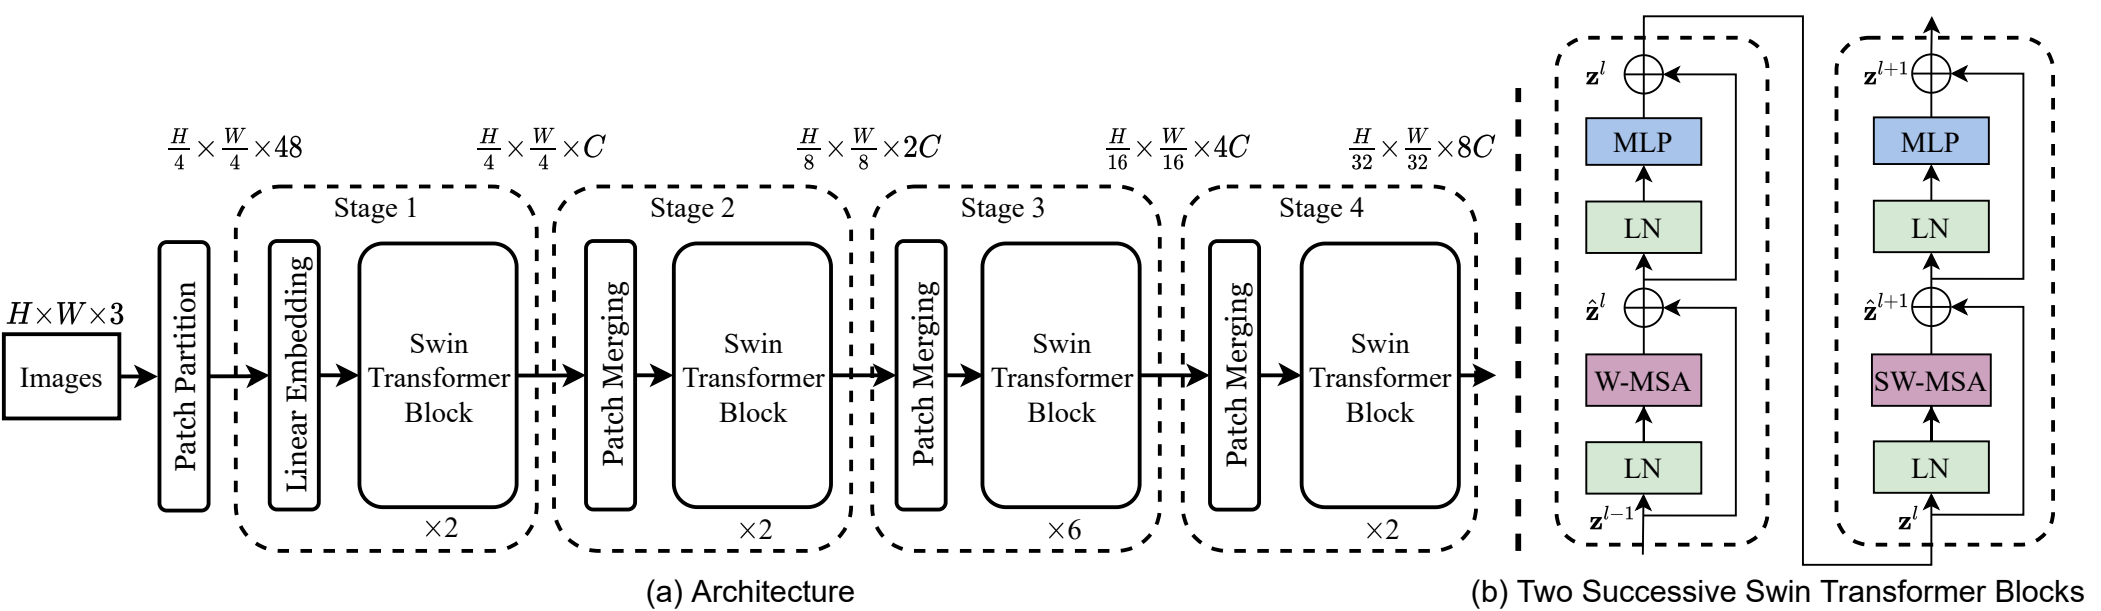 H×W×3
Images
H/4 × W/4 ×48
Patch Partition
H/4 × W/4 ×C
Stage 1
Linear Embedding
Swin
Transformer
Block
×2
H/8 × W/8 ×2C
Stage 2
Patch Merging
Swin
Transformer
Block
×2
H/16 × W/16 ×4C
Stage 3
Patch Merging
Swin
Transformer
Block
×6
H/32 × W/32 ×8C
Stage 4
Patch Merging
Swin
Transformer
Block
×2
(a) Architecture
z^l
MLP
LN
ẑ^l
W-MSA
LN
z^{l−1}
z^{l+1}
MLP
LN
ẑ^{l+1}
SW-MSA
LN
z^l
(b) Two Successive Swin Transformer Blocks